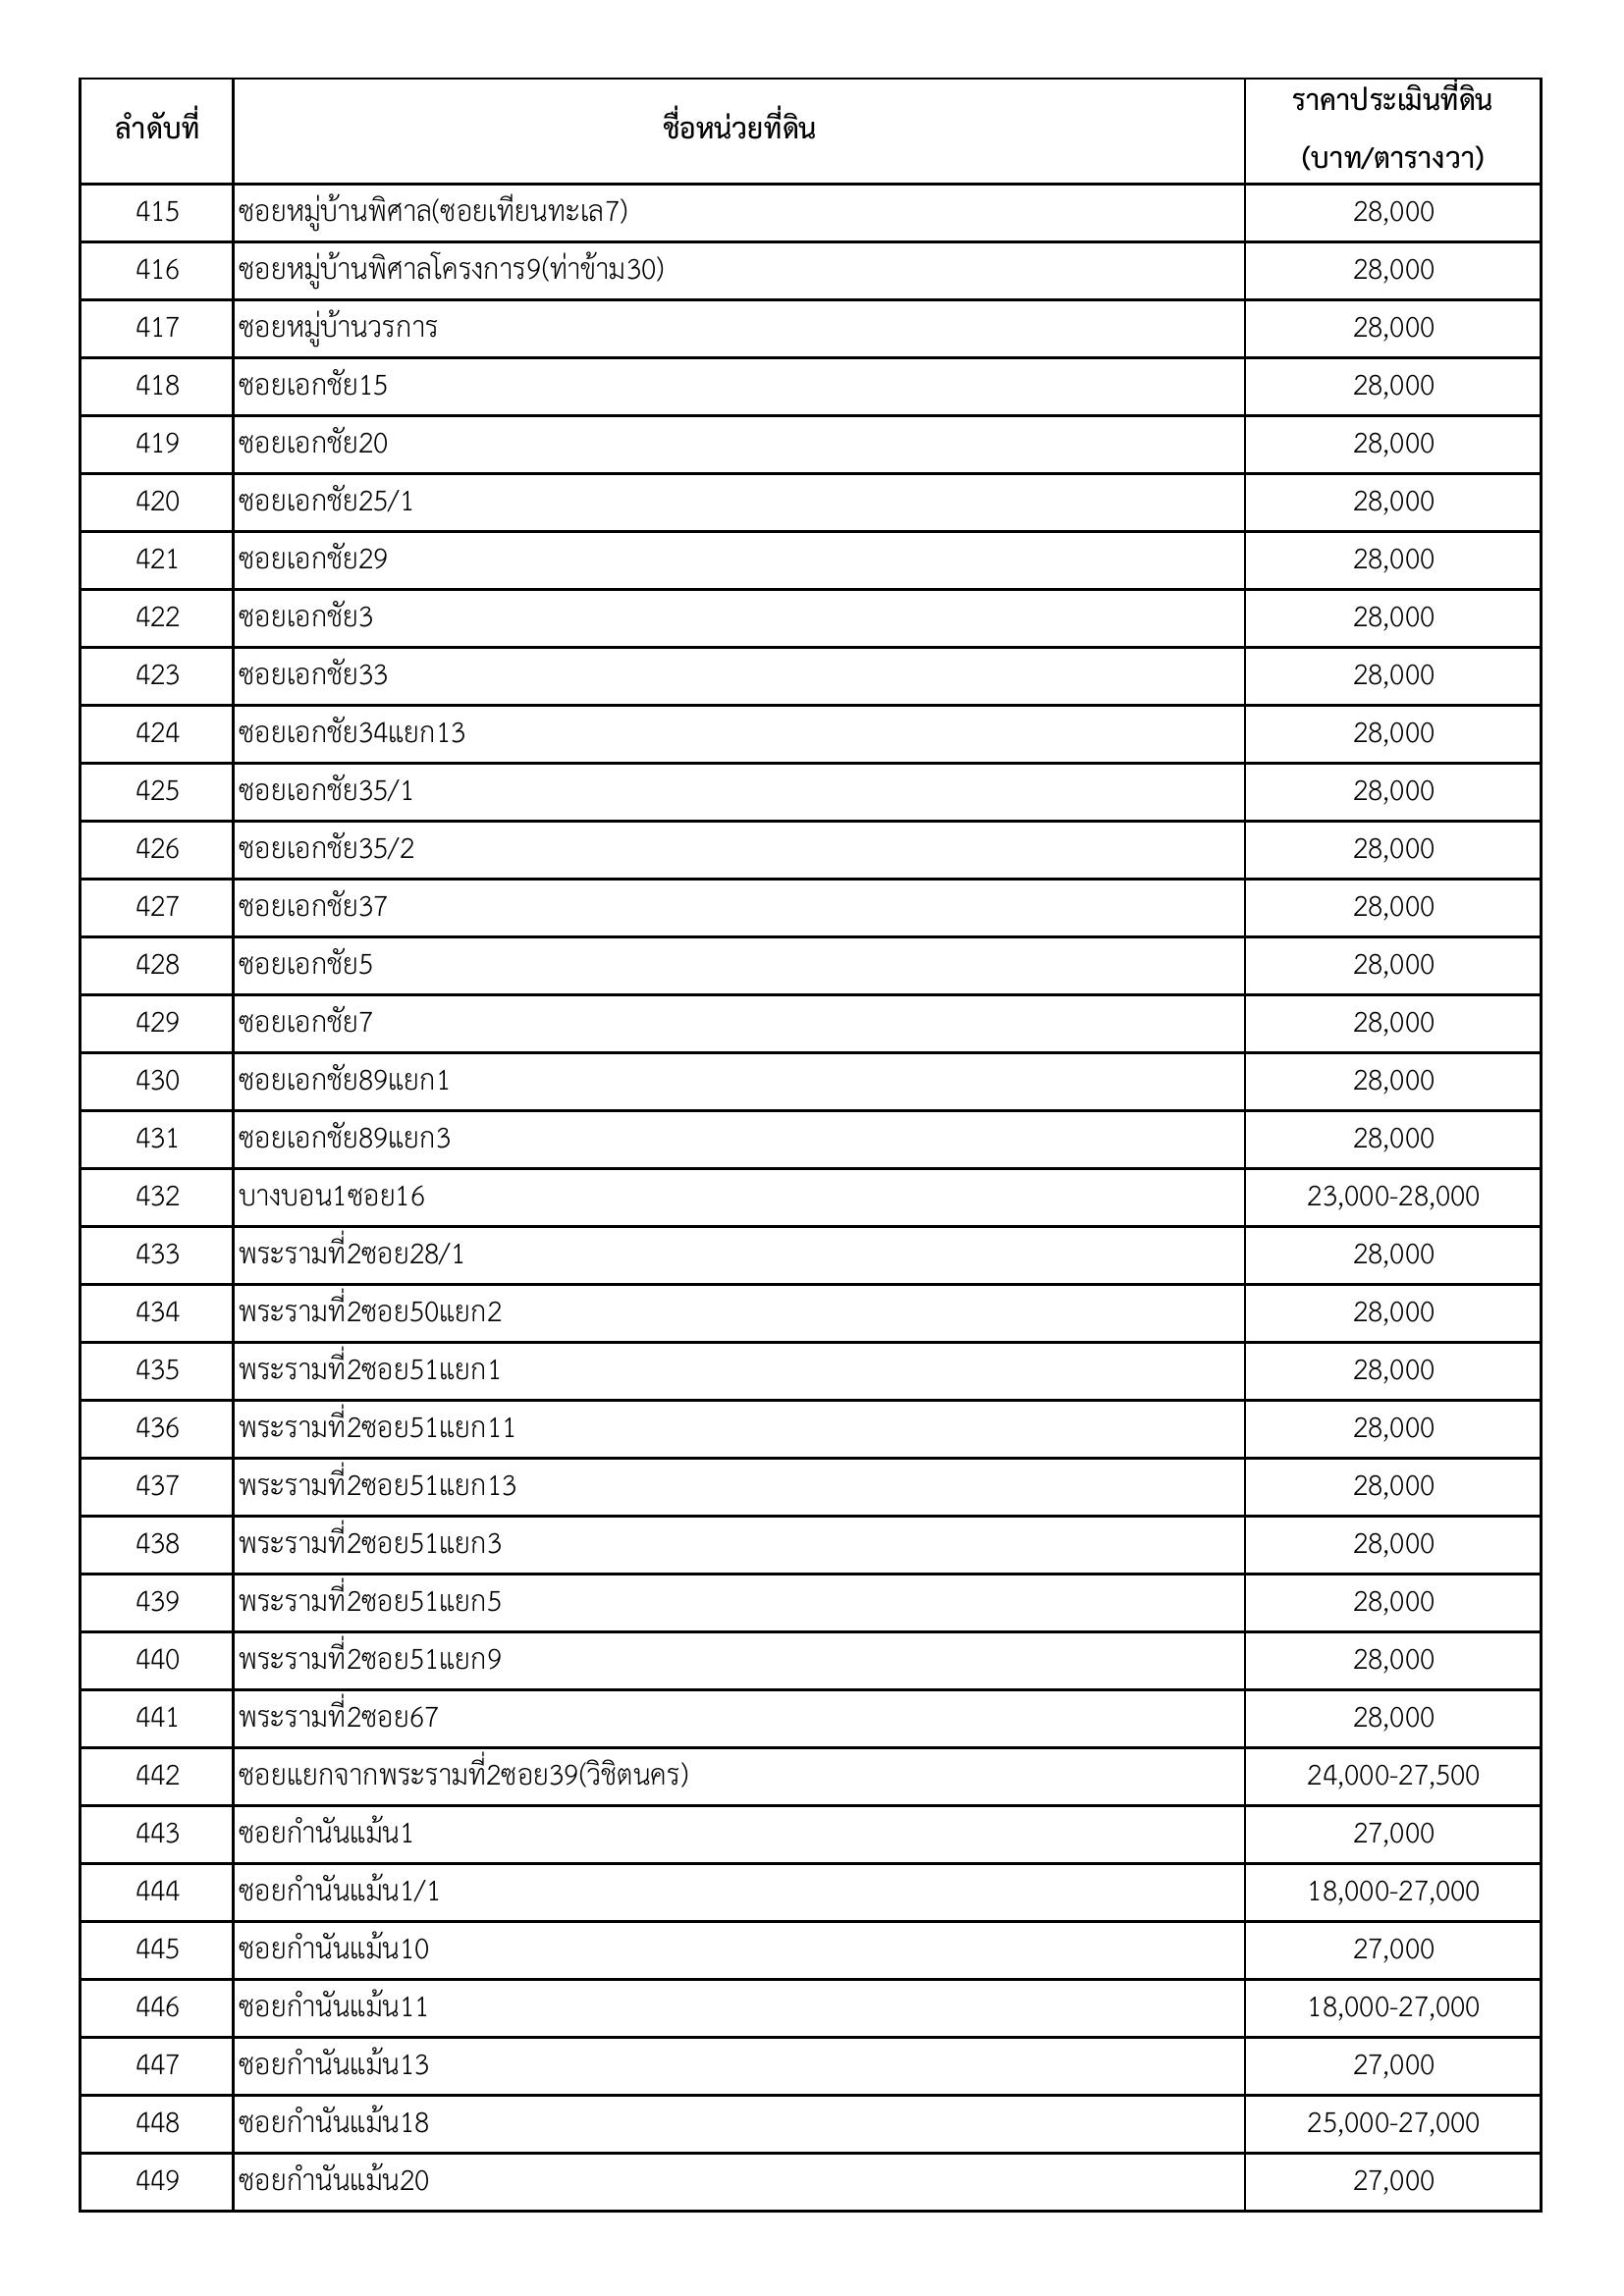 ลำดับที่ ชื่อหน่วยที่ดิน ราคาประเมินที่ดิน
(บาท/ตารางวา)
415 ซอยหมู่บ้านพิศาล(ซอยเทียนทะเล7) 28,000
416 ซอยหมู่บ้านพิศาลโครงการ9(ท่าข้าม30) 28,000
417 ซอยหมู่บ้านวรการ 28,000
418 ซอยเอกชัย15 28,000
419 ซอยเอกชัย20 28,000
420 ซอยเอกชัย25/1 28,000
421 ซอยเอกชัย29 28,000
422 ซอยเอกชัย3 28,000
423 ซอยเอกชัย33 28,000
424 ซอยเอกชัย34แยก13 28,000
425 ซอยเอกชัย35/1 28,000
426 ซอยเอกชัย35/2 28,000
427 ซอยเอกชัย37 28,000
428 ซอยเอกชัย5 28,000
429 ซอยเอกชัย7 28,000
430 ซอยเอกชัย89แยก1 28,000
431 ซอยเอกชัย89แยก3 28,000
432 บางบอน1ซอย16 23,000-28,000
433 พระรามที่2ซอย28/1 28,000
434 พระรามที่2ซอย50แยก2 28,000
435 พระรามที่2ซอย51แยก1 28,000
436 พระรามที่2ซอย51แยก11 28,000
437 พระรามที่2ซอย51แยก13 28,000
438 พระรามที่2ซอย51แยก3 28,000
439 พระรามที่2ซอย51แยก5 28,000
440 พระรามที่2ซอย51แยก9 28,000
441 พระรามที่2ซอย67 28,000
442 ซอยแยกจากพระรามที่2ซอย39(วิชิตนคร) 24,000-27,500
443 ซอยกำนันแม้น1 27,000
444 ซอยกำนันแม้น1/1 18,000-27,000
445 ซอยกำนันแม้น10 27,000
446 ซอยกำนันแม้น11 18,000-27,000
447 ซอยกำนันแม้น13 27,000
448 ซอยกำนันแม้น18 25,000-27,000
449 ซอยกำนันแม้น20 27,000